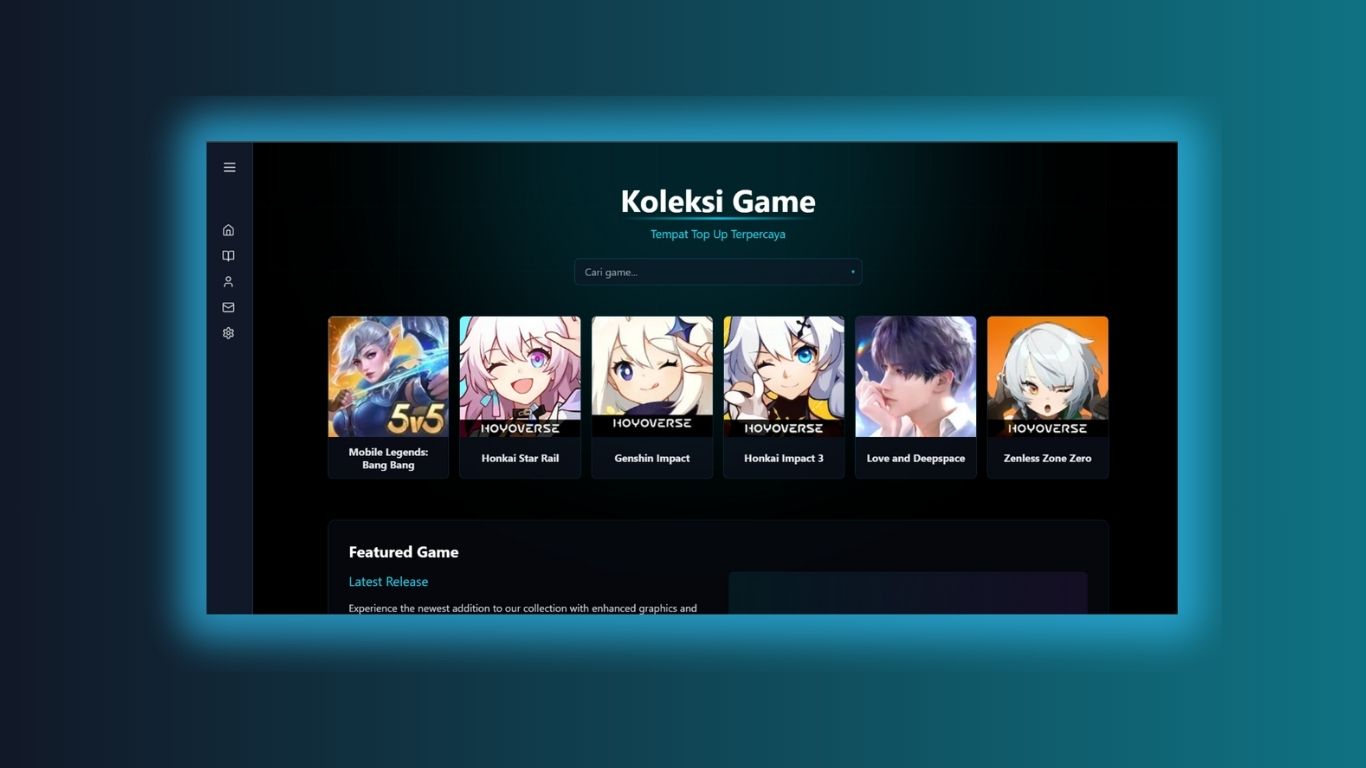 Koleksi Game
Tempat Top Up Terpercaya
Cari game...
5v5
HOYOVERSE
HOYOVERSE
HOYOVERSE
HOYOVERSE
Mobile Legends:
Bang Bang
Honkai Star Rail
Genshin Impact
Honkai Impact 3
Love and Deepspace
Zenless Zone Zero
Featured Game
Latest Release
Experience the newest addition to our collection with enhanced graphics and